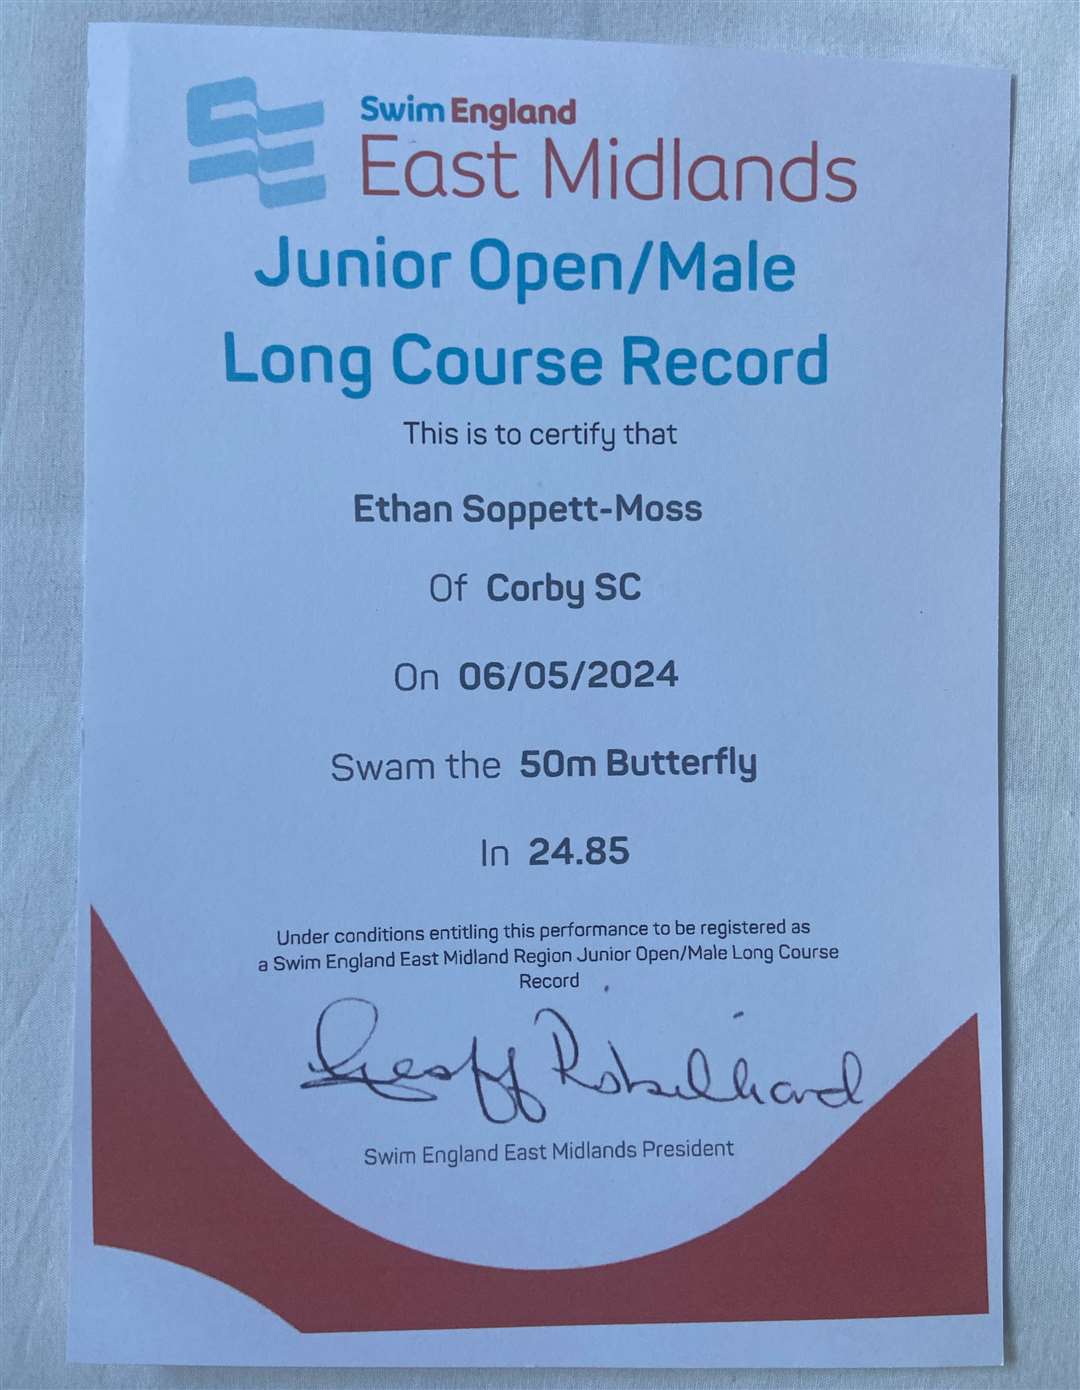 Swim England
East Midlands
Junior Open/Male
Long Course Record
This is to certify that
Ethan Soppett-Moss
Of Corby SC
On 06/05/2024
Swam the 50m Butterfly
In 24.85
Under conditions entitling this performance to be registered as
a Swim England East Midland Region Junior Open/Male Long Course
Record
Geoff
Swim England East Midlands President